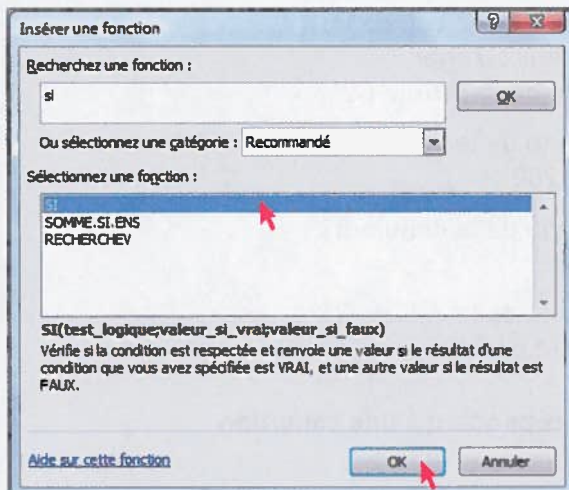 Insérer une fonction
Recherchez une fonction :
si
OK
Ou sélectionnez une catégorie : Recommandé
Sélectionnez une fonction :
SI
SOMME.SI.ENS
RECHERCHEV
SI(test_logique;valeur_si_vrai;valeur_si_faux)
Vérifie si la condition est respectée et renvoie une valeur si le résultat d'une
condition que vous avez spécifiée est VRAI, et une autre valeur si le résultat est
FAUX.
Aide sur cette fonction
OK
Annuler